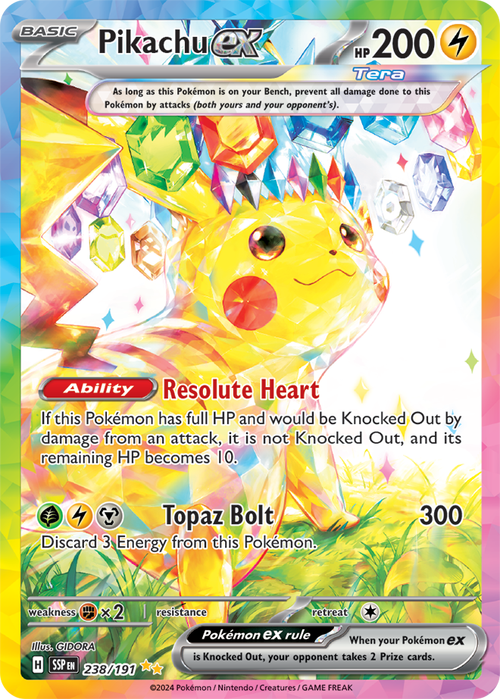 BASIC
Pikachu ex
HP 200
Tera
As long as this Pokémon is on your Bench, prevent all damage done to this
Pokémon by attacks (both yours and your opponent's).
Ability Resolute Heart
If this Pokémon has full HP and would be Knocked Out by
damage from an attack, it is not Knocked Out, and its
remaining HP becomes 10.
Topaz Bolt 300
Discard 3 Energy from this Pokémon.
weakness ×2 resistance retreat
Illus. GIDORA
Pokémon ex rule
When your Pokémon ex
is Knocked Out, your opponent takes 2 Prize cards.
H SSP EN 238/191
©2024 Pokémon / Nintendo / Creatures / GAME FREAK